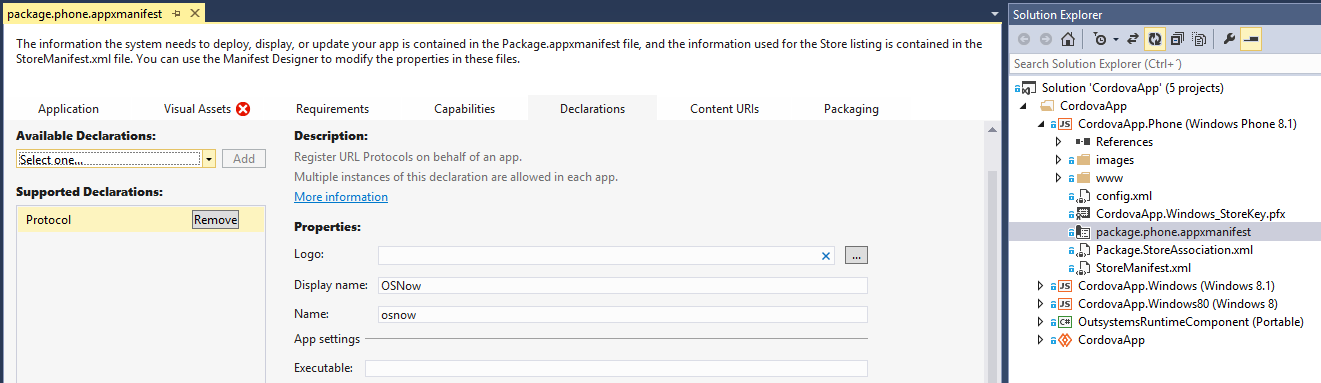 package.phone.appxmanifest
The information the system needs to deploy, display, or update your app is contained in the Package.appxmanifest file, and the information used for the Store listing is contained in the
StoreManifest.xml file. You can use the Manifest Designer to modify the properties in these files.
Application Visual Assets Requirements Capabilities Declarations Content URIs Packaging
Available Declarations:
Select one... Add
Supported Declarations:
Protocol Remove
Description:
Register URL Protocols on behalf of an app.
Multiple instances of this declaration are allowed in each app.
More information
Properties:
Logo: ...
Display name: OSNow
Name: osnow
App settings
Executable:
Solution Explorer
Search Solution Explorer (Ctrl+´)
Solution 'CordovaApp' (5 projects)
CordovaApp
JS CordovaApp.Phone (Windows Phone 8.1)
References
images
www
config.xml
CordovaApp.Windows_StoreKey.pfx
package.phone.appxmanifest
Package.StoreAssociation.xml
StoreManifest.xml
JS CordovaApp.Windows (Windows 8.1)
JS CordovaApp.Windows80 (Windows 8)
C# OutsystemsRuntimeComponent (Portable)
CordovaApp